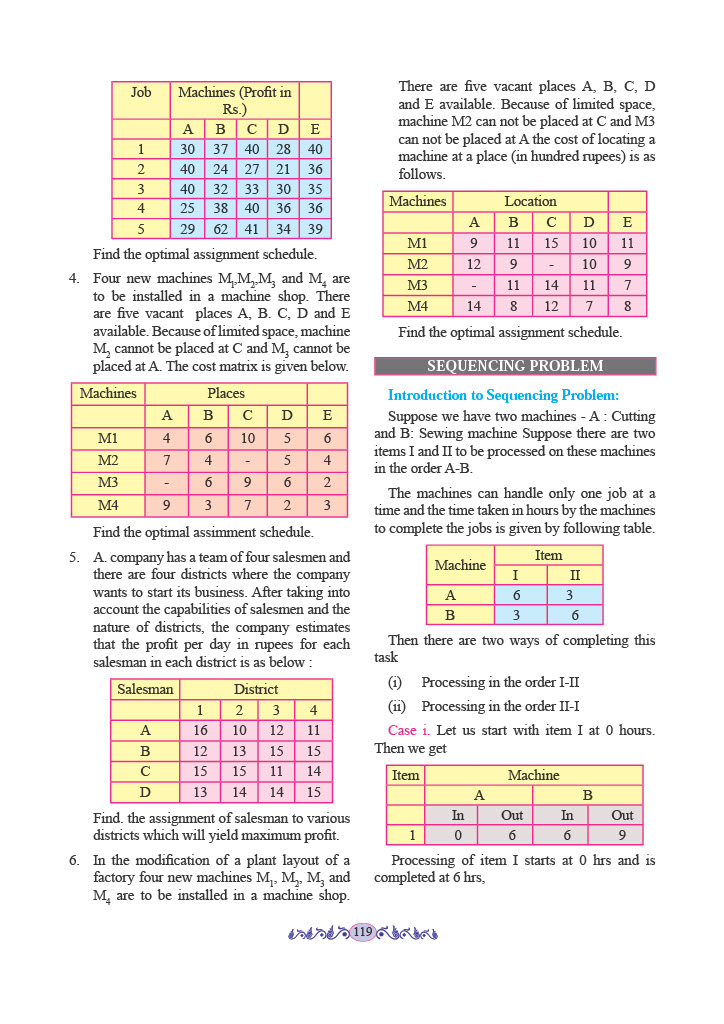 Job Machines (Profit in
Rs.)
A B C D E
1 30 37 40 28 40
2 40 24 27 21 36
3 40 32 33 30 35
4 25 38 40 36 36
5 29 62 41 34 39
Find the optimal assignment schedule.
4. Four new machines M1,M2,M3 and M4 are
to be installed in a machine shop. There
are five vacant places A, B. C, D and E
available. Because of limited space, machine
M2 cannot be placed at C and M3 cannot be
placed at A. The cost matrix is given below.
Machines Places
A B C D E
M1 4 6 10 5 6
M2 7 4 - 5 4
M3 - 6 9 6 2
M4 9 3 7 2 3
Find the optimal assimment schedule.
5. A. company has a team of four salesmen and
there are four districts where the company
wants to start its business. After taking into
account the capabilities of salesmen and the
nature of districts, the company estimates
that the profit per day in rupees for each
salesman in each district is as below :
Salesman District
1 2 3 4
A 16 10 12 11
B 12 13 15 15
C 15 15 11 14
D 13 14 14 15
Find. the assignment of salesman to various
districts which will yield maximum profit.
6. In the modification of a plant layout of a
factory four new machines M1, M2, M3 and
M4 are to be installed in a machine shop.
There are five vacant places A, B, C, D
and E available. Because of limited space,
machine M2 can not be placed at C and M3
can not be placed at A the cost of locating a
machine at a place (in hundred rupees) is as
follows.
Machines Location
A B C D E
M1 9 11 15 10 11
M2 12 9 - 10 9
M3 - 11 14 11 7
M4 14 8 12 7 8
Find the optimal assignment schedule.
SEQUENCING PROBLEM
Introduction to Sequencing Problem:
Suppose we have two machines - A : Cutting
and B: Sewing machine Suppose there are two
items I and II to be processed on these machines
in the order A-B.
The machines can handle only one job at a
time and the time taken in hours by the machines
to complete the jobs is given by following table.
Machine Item
I II
A 6 3
B 3 6
Then there are two ways of completing this
task
(i) Processing in the order I-II
(ii) Processing in the order II-I
Case i. Let us start with item I at 0 hours.
Then we get
Item Machine
A B
In Out In Out
1 0 6 6 9
Processing of item I starts at 0 hrs and is
completed at 6 hrs,
119